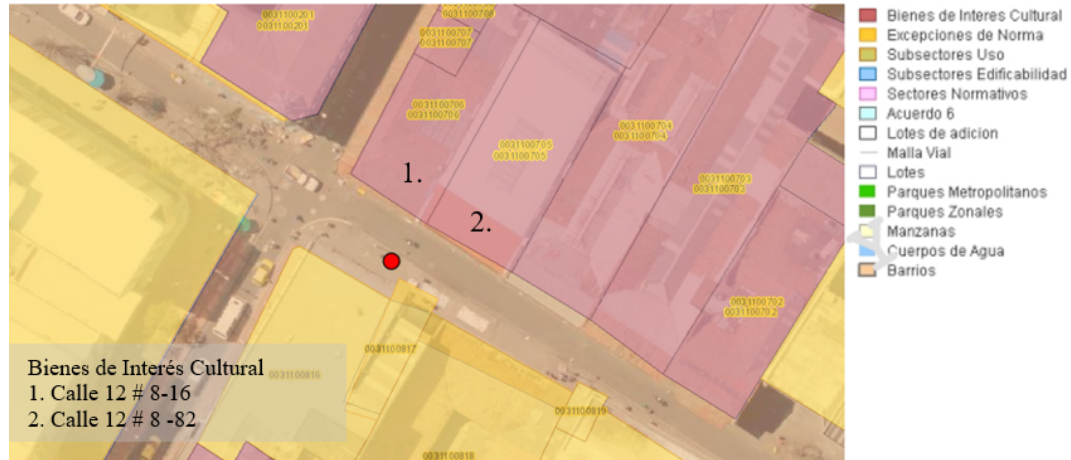 0031100201
0031100201
0031100708
0031100708
0031100707
0031100707
0031100706
0031100706
0031100705
0031100705
0031100704
0031100704
0031100703
0031100703
0031100702
0031100702
1.
2.
0031100817
0031100816
0031100819
0031100818
Bienes de Interés Cultural
1. Calle 12 # 8-16
2. Calle 12 # 8 -82
Bienes de Interes Cultural
Excepciones de Norma
Subsectores Uso
Subsectores Edificabilidad
Sectores Normativos
Acuerdo 6
Lotes de adicion
Malla Vial
Lotes
Parques Metropolitanos
Parques Zonales
Manzanas
Cuerpos de Agua
Barrios